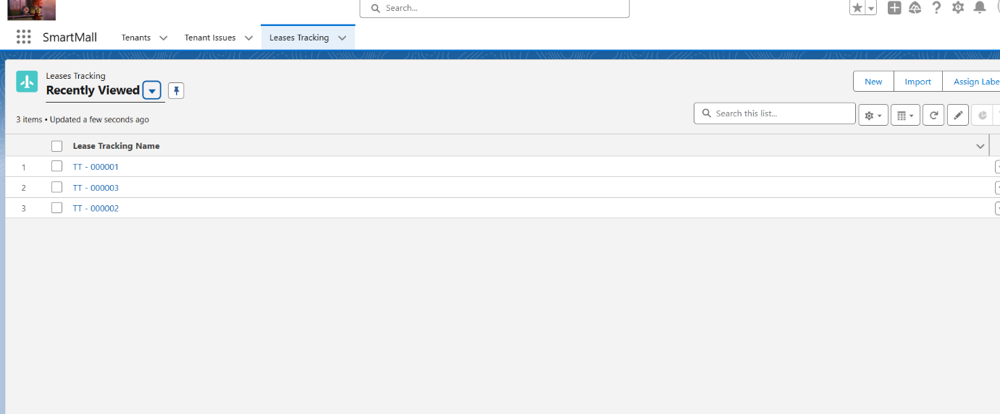 Search...
SmartMall
Tenants
Tenant Issues
Leases Tracking
Leases Tracking
Recently Viewed
New
Import
Assign Labe
3 items • Updated a few seconds ago
Search this list...
Lease Tracking Name
1
TT - 000001
2
TT - 000003
3
TT - 000002